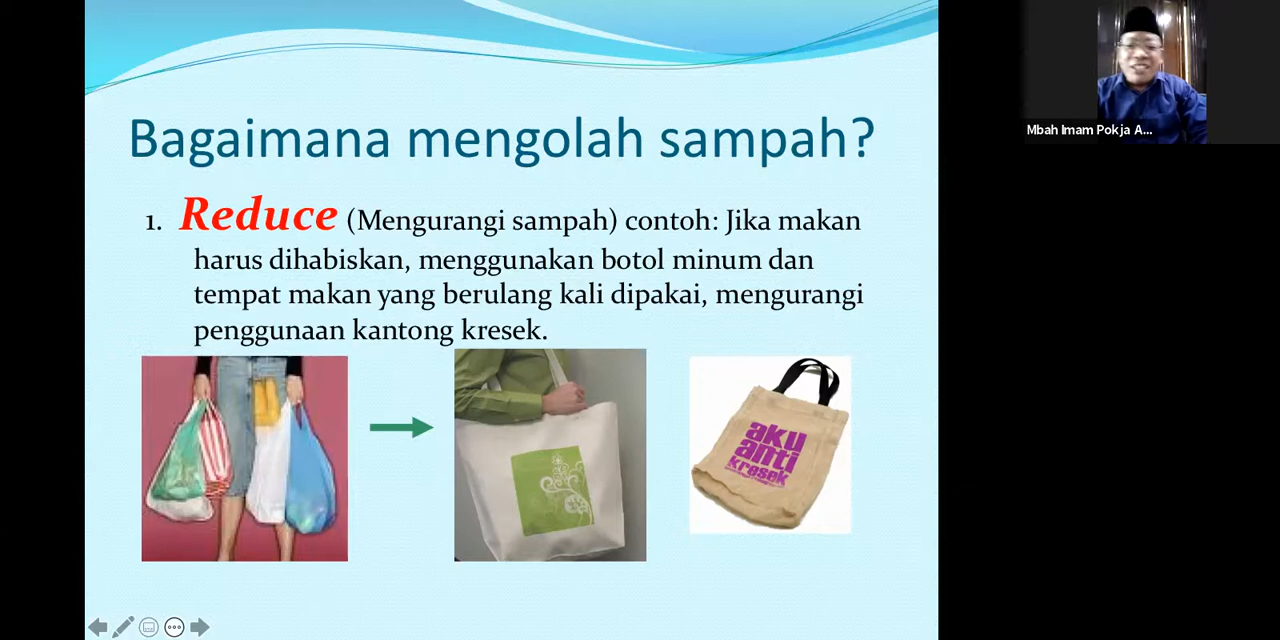 Bagaimana mengolah sampah?
1. Reduce (Mengurangi sampah) contoh: Jika makan
harus dihabiskan, menggunakan botol minum dan
tempat makan yang berulang kali dipakai, mengurangi
penggunaan kantong kresek.
aku
anti
kresek
Mbah Imam Pokja A...